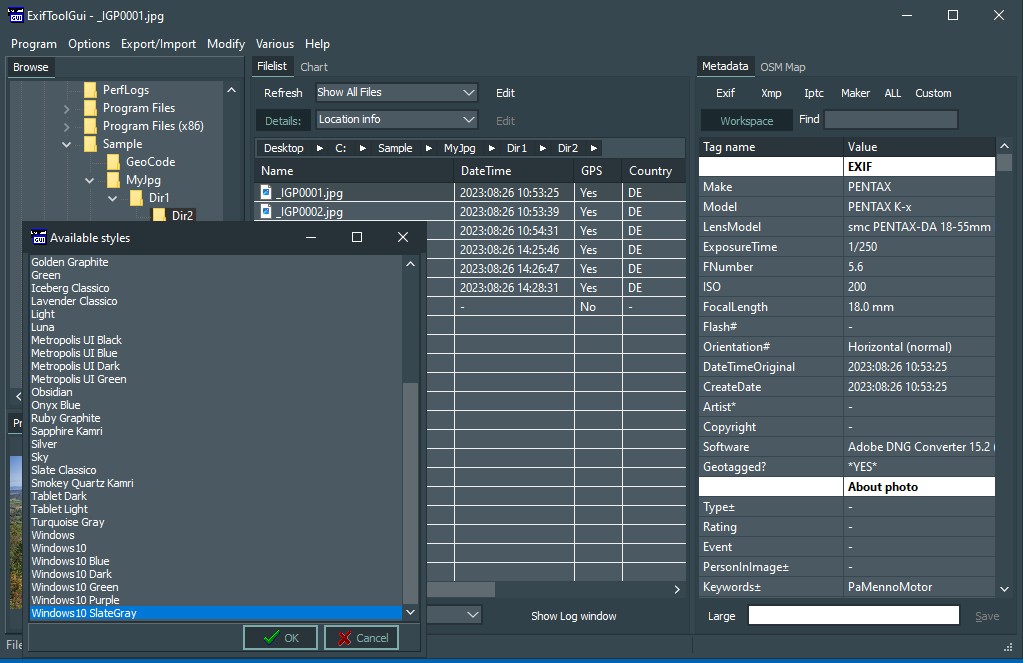 ExifToolGui - _IGP0001.jpg
Program Options Export/Import Modify Various Help
Browse
PerfLogs
Program Files
Program Files (x86)
Sample
GeoCode
MyJpg
Dir1
Dir2
Filelist Chart
Refresh Show All Files Edit
Details: Location info Edit
Desktop C: Sample MyJpg Dir1 Dir2
Name DateTime GPS Country
_IGP0001.jpg 2023:08:26 10:53:25 Yes DE
_IGP0002.jpg 2023:08:26 10:53:39 Yes DE
2023:08:26 10:54:31 Yes DE
2023:08:26 14:25:46 Yes DE
2023:08:26 14:26:47 Yes DE
2023:08:26 14:28:31 Yes DE
- No -
Show Log window
Metadata OSM Map
Exif Xmp Iptc Maker ALL Custom
Workspace Find
Tag name Value
EXIF
Make PENTAX
Model PENTAX K-x
LensModel smc PENTAX-DA 18-55mm
ExposureTime 1/250
FNumber 5.6
ISO 200
FocalLength 18.0 mm
Flash# -
Orientation# Horizontal (normal)
DateTimeOriginal 2023:08:26 10:53:25
CreateDate 2023:08:26 10:53:25
Artist* -
Copyright -
Software Adobe DNG Converter 15.2 (
Geotagged? *YES*
About photo
Type± -
Rating -
Event -
PersonInImage± -
Keywords± PaMennoMotor
Large Save
GUI Available styles
Golden Graphite
Green
Iceberg Classico
Lavender Classico
Light
Luna
Metropolis UI Black
Metropolis UI Blue
Metropolis UI Dark
Metropolis UI Green
Obsidian
Onyx Blue
Ruby Graphite
Sapphire Kamri
Silver
Sky
Slate Classico
Smokey Quartz Kamri
Tablet Dark
Tablet Light
Turquoise Gray
Windows
Windows10
Windows10 Blue
Windows10 Dark
Windows10 Green
Windows10 Purple
Windows10 SlateGray
OK Cancel
Pr
File